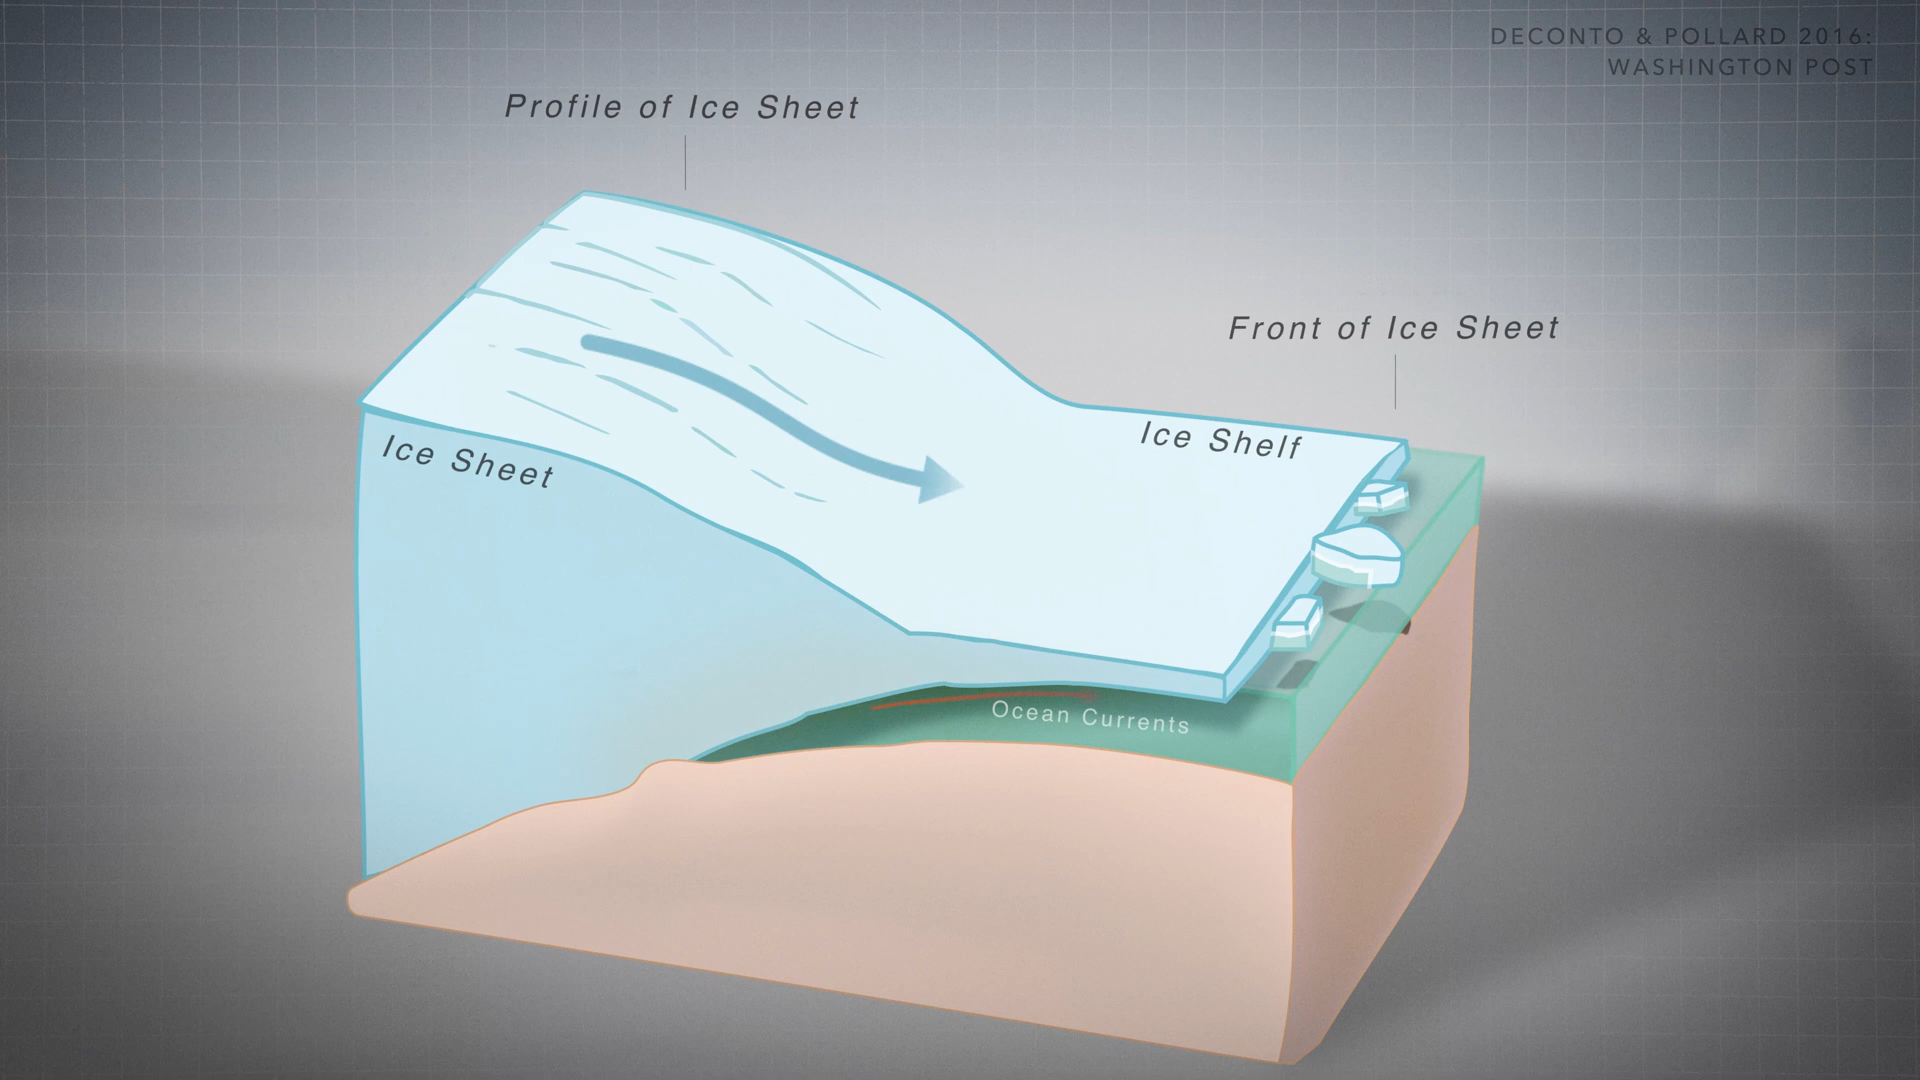 DECONTO & POLLARD 2016:
WASHINGTON POST
Profile of Ice Sheet
Front of Ice Sheet
Ice Shelf
Ice Sheet
Ocean Currents